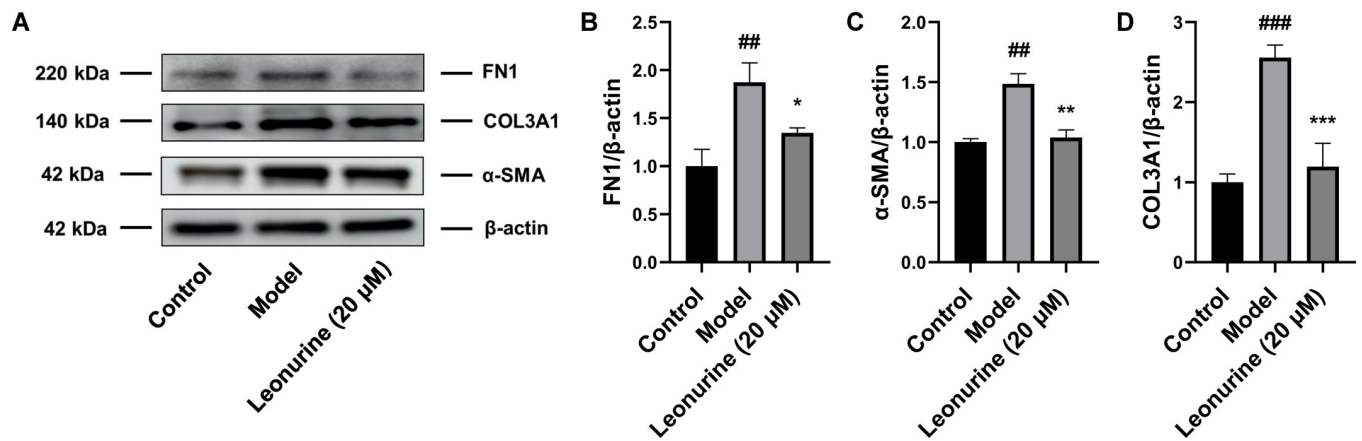 A
220 kDa
FN1
140 kDa
COL3A1
42 kDa
α-SMA
42 kDa
β-actin
Control
Model
Leonurine (20 μM)
B
FN1/β-actin
2.5
2.0
1.5
1.0
0.5
0.0
##
*
Control
Model
Leonurine (20 μM)
C
α-SMA/β-actin
2.0
1.5
1.0
0.5
0.0
##
**
Control
Model
Leonurine (20 μM)
D
COL3A1/β-actin
3
2
1
0
###
***
Control
Model
Leonurine (20 μM)